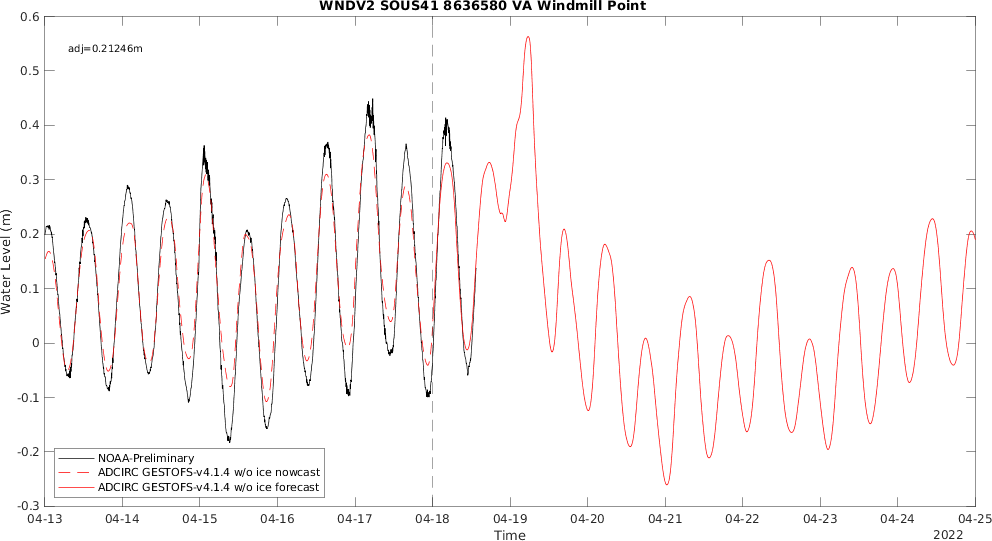 WNDV2 SOUS41 8636580 VA Windmill Point
adj=0.21246m
0.6
0.5
0.4
0.3
0.2
0.1
0
-0.1
-0.2
-0.3
Water Level (m)
NOAA-Preliminary
ADCIRC GESTOFS-v4.1.4 w/o ice nowcast
ADCIRC GESTOFS-v4.1.4 w/o ice forecast
04-13 04-14 04-15 04-16 04-17 04-18 04-19 04-20 04-21 04-22 04-23 04-24 04-25
Time
2022